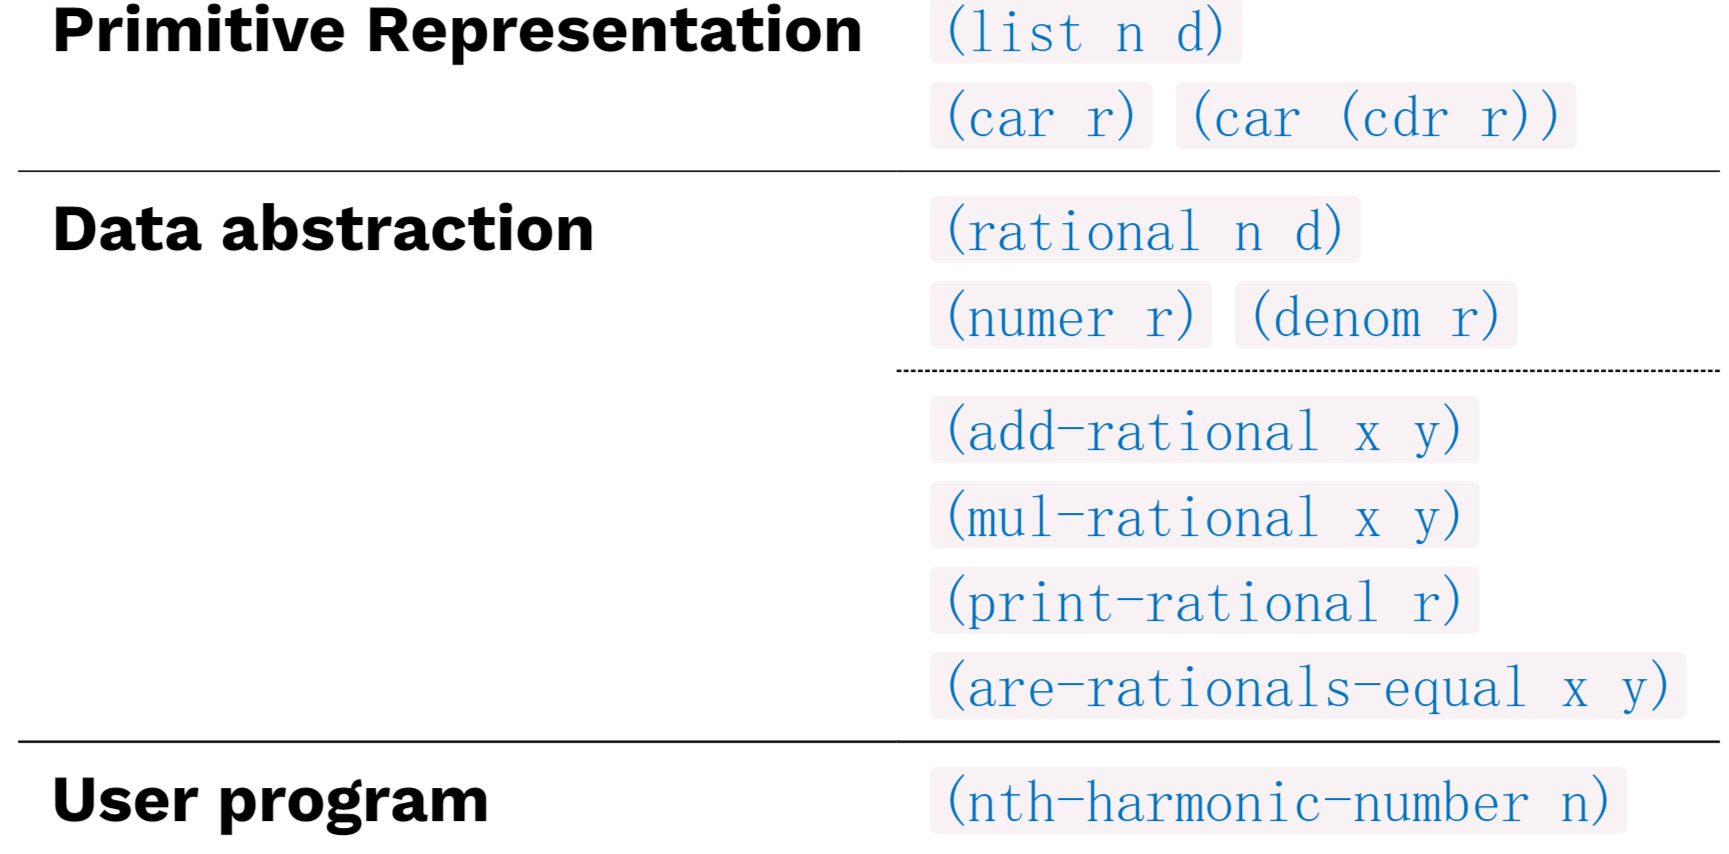 Primitive Representation (list n d)
(car r) (car (cdr r))
Data abstraction (rational n d)
(numer r) (denom r)
(add-rational x y)
(mul-rational x y)
(print-rational r)
(are-rationals-equal x y)
User program (nth-harmonic-number n)